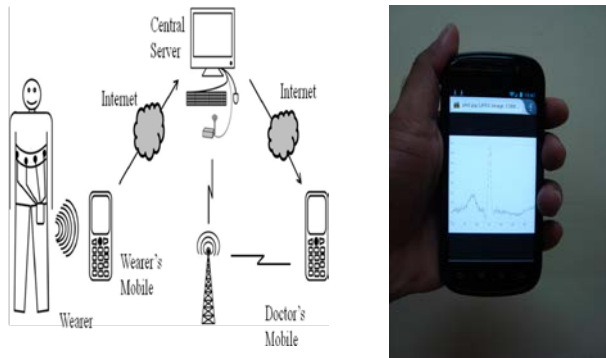 Central
Server
Internet
Internet
Wearer's
Mobile
Wearer
Doctor's
Mobile